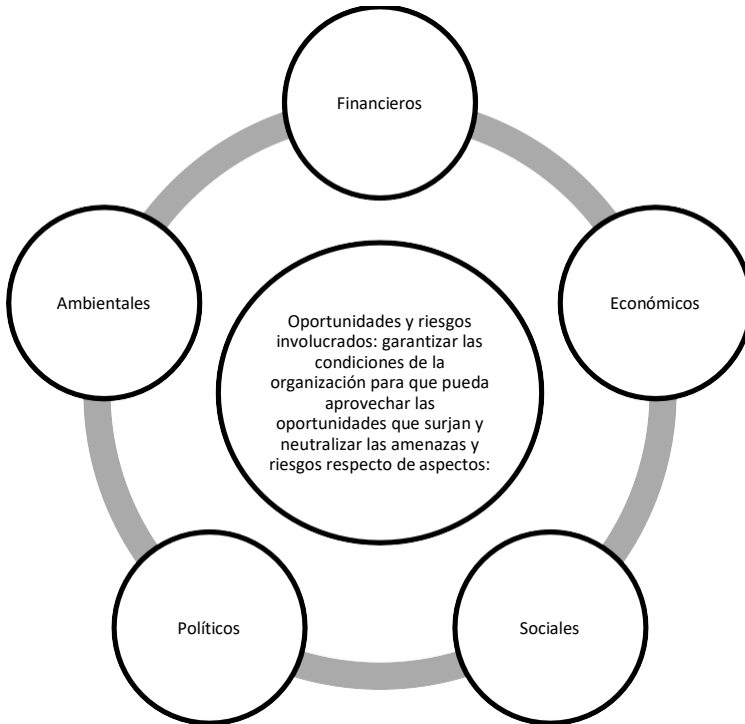 Financieros
Ambientales
Económicos
Oportunidades y riesgos
involucrados: garantizar las
condiciones de la
organización para que pueda
aprovechar las
oportunidades que surjan y
neutralizar las amenazas y
riesgos respecto de aspectos:
Políticos
Sociales